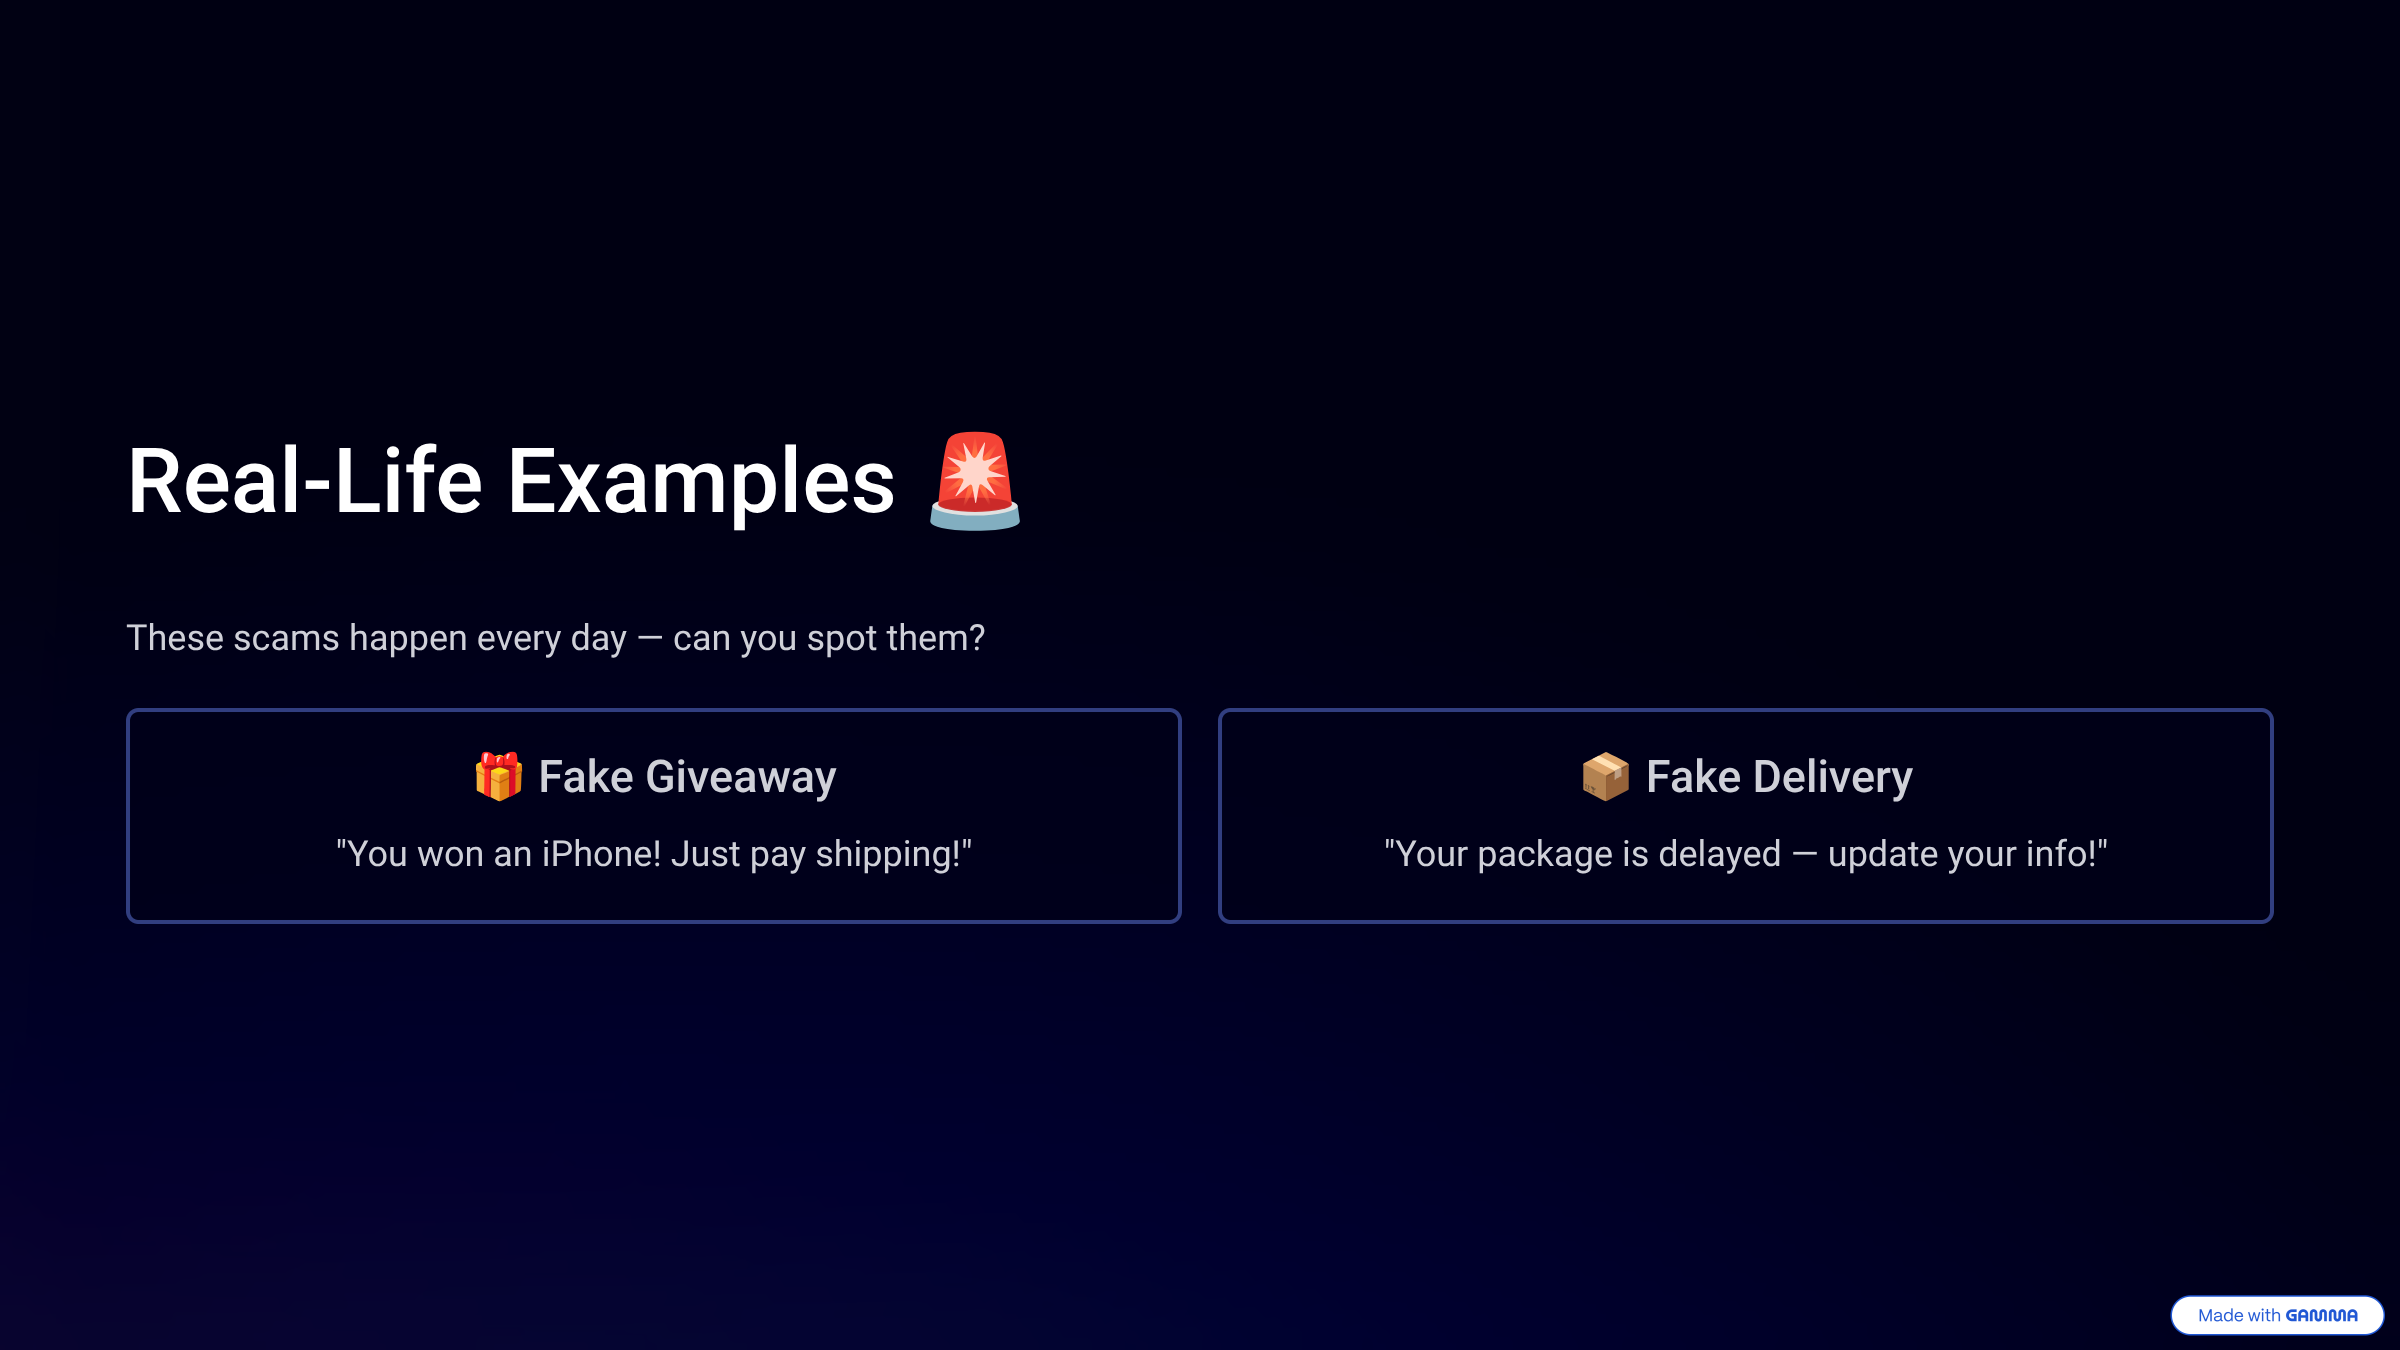 Real-Life Examples 🚨
These scams happen every day — can you spot them?
🎁 Fake Giveaway
"You won an iPhone! Just pay shipping!"
📦 Fake Delivery
"Your package is delayed — update your info!"
Made with GAMMA